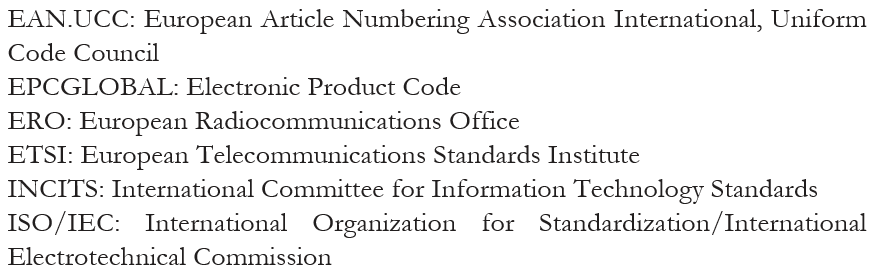 EAN.UCC: European Article Numbering Association International, Uniform
Code Council
EPCGLOBAL: Electronic Product Code
ERO: European Radiocommunications Office
ETSI: European Telecommunications Standards Institute
INCITS: International Committee for Information Technology Standards
ISO/IEC: International Organization for Standardization/International
Electrotechnical Commission